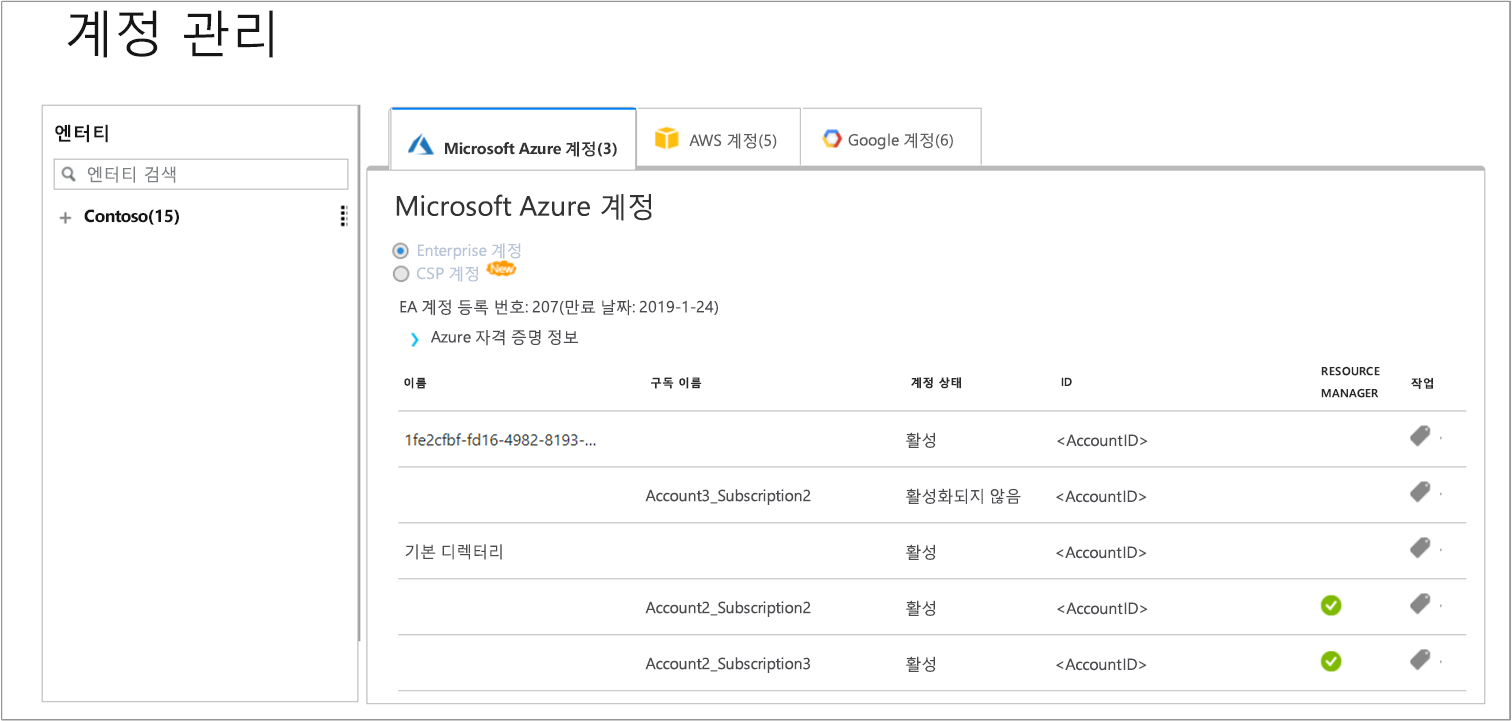 계정 관리
엔터티
엔터티 검색
Contoso(15)
Microsoft Azure 계정(3)
AWS 계정(5)
Google 계정(6)
Microsoft Azure 계정
Enterprise 계정
CSP 계정 New
EA 계정 등록 번호: 207(만료 날짜: 2019-1-24)
Azure 자격 증명 정보
이름 구독 이름 계정 상태 ID RESOURCE MANAGER 작업
1fe2cfbf-fd16-4982-8193-... 활성 <AccountID>
Account3_Subscription2 활성화되지 않음 <AccountID>
기본 디렉터리 활성 <AccountID>
Account2_Subscription2 활성 <AccountID>
Account2_Subscription3 활성 <AccountID>